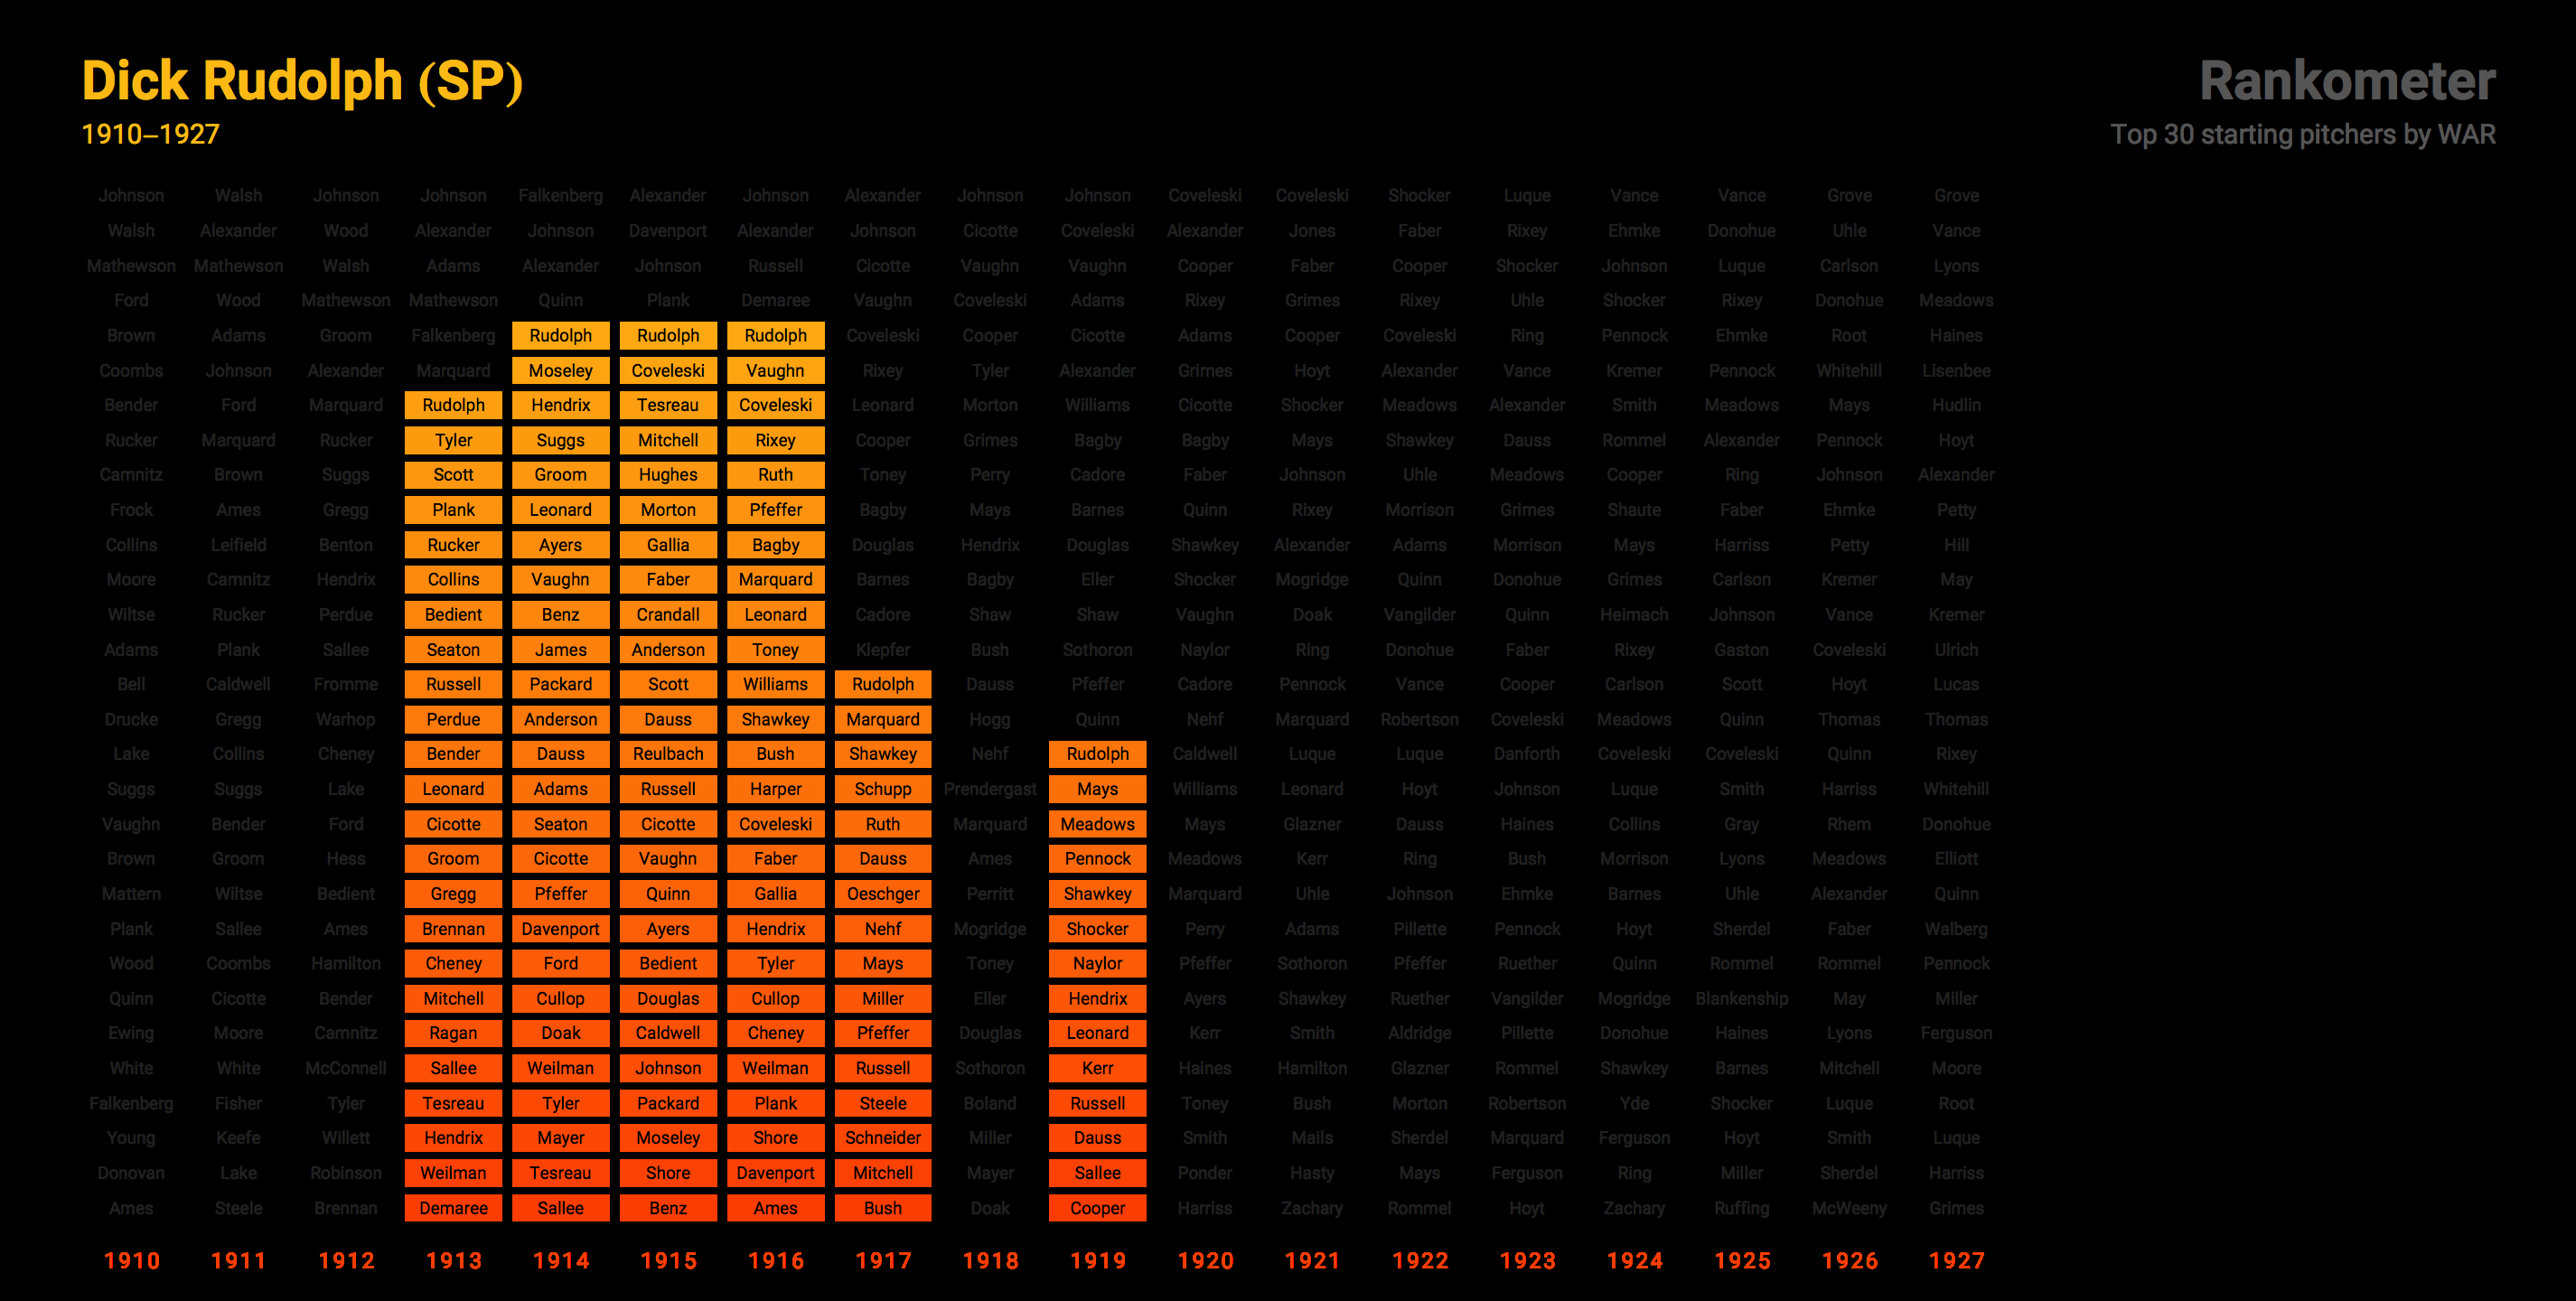 Dick Rudolph (SP)
Rankometer
1910–1927
Top 30 starting pitchers by WAR
Johnson Walsh Johnson Johnson Falkenberg Alexander Johnson Alexander Johnson Johnson Coveleski Coveleski Shocker Luque Vance Vance Grove Grove
Walsh Alexander Wood Alexander Johnson Davenport Alexander Johnson Cicotte Coveleski Alexander Jones Faber Rixey Ehmke Donohue Uhle Vance
Mathewson Mathewson Walsh Adams Alexander Johnson Russell Cicotte Vaughn Vaughn Cooper Faber Cooper Shocker Johnson Luque Carlson Lyons
Ford Wood Mathewson Mathewson Quinn Plank Demaree Vaughn Coveleski Adams Rixey Grimes Rixey Uhle Shocker Rixey Donohue Meadows
Brown Adams Groom Falkenberg Rudolph Rudolph Rudolph Coveleski Cooper Cicotte Adams Cooper Coveleski Ring Pennock Ehmke Root Haines
Coombs Johnson Alexander Marquard Moseley Coveleski Vaughn Rixey Tyler Alexander Grimes Hoyt Alexander Vance Kremer Pennock Whitehill Lisenbee
Bender Ford Marquard Rudolph Hendrix Tesreau Coveleski Leonard Morton Williams Cicotte Shocker Meadows Alexander Smith Meadows Mays Hudlin
Rucker Marquard Rucker Tyler Suggs Mitchell Rixey Cooper Grimes Bagby Bagby Mays Shawkey Dauss Rommel Alexander Pennock Hoyt
Camnitz Brown Suggs Scott Groom Hughes Ruth Toney Perry Cadore Faber Johnson Uhle Meadows Cooper Ring Johnson Alexander
Frock Ames Gregg Plank Leonard Morton Pfeffer Bagby Mays Barnes Quinn Rixey Morrison Grimes Shaute Faber Ehmke Petty
Collins Leifield Benton Rucker Ayers Gallia Bagby Douglas Hendrix Douglas Shawkey Alexander Adams Morrison Mays Harriss Petty Hill
Moore Camnitz Hendrix Collins Vaughn Faber Marquard Barnes Bagby Eller Shocker Mogridge Quinn Donohue Grimes Carlson Kremer May
Wiltse Rucker Perdue Bedient Benz Crandall Leonard Cadore Shaw Shaw Vaughn Doak Vangilder Quinn Heimach Johnson Vance Kremer
Adams Plank Sallee Seaton James Anderson Toney Klepfer Bush Sothoron Naylor Ring Donohue Faber Rixey Gaston Coveleski Ulrich
Bell Caldwell Fromme Russell Packard Scott Williams Rudolph Dauss Pfeffer Cadore Pennock Vance Cooper Carlson Scott Hoyt Lucas
Drucke Gregg Warhop Perdue Anderson Dauss Shawkey Marquard Hogg Quinn Nehf Marquard Robertson Coveleski Meadows Quinn Thomas Thomas
Lake Collins Cheney Bender Dauss Reulbach Bush Shawkey Nehf Rudolph Caldwell Luque Luque Danforth Coveleski Coveleski Quinn Rixey
Suggs Suggs Lake Leonard Adams Russell Harper Schupp Prendergast Mays Williams Leonard Hoyt Johnson Luque Smith Harriss Whitehill
Vaughn Bender Ford Cicotte Seaton Cicotte Coveleski Ruth Marquard Meadows Mays Glazner Dauss Haines Collins Gray Rhem Donohue
Brown Groom Hess Groom Cicotte Vaughn Faber Dauss Ames Pennock Meadows Kerr Ring Bush Morrison Lyons Meadows Elliott
Mattern Wiltse Bedient Gregg Pfeffer Quinn Gallia Oeschger Perritt Shawkey Marquard Uhle Johnson Ehmke Barnes Uhle Alexander Quinn
Plank Sallee Ames Brennan Davenport Ayers Hendrix Nehf Mogridge Shocker Perry Adams Pillette Pennock Hoyt Sherdel Faber Walberg
Wood Coombs Hamilton Cheney Ford Bedient Tyler Mays Toney Naylor Pfeffer Sothoron Pfeffer Ruether Quinn Rommel Rommel Pennock
Quinn Cicotte Bender Mitchell Cullop Douglas Cullop Miller Eller Hendrix Ayers Shawkey Ruether Vangilder Mogridge Blankenship May Miller
Ewing Moore Camnitz Ragan Doak Caldwell Cheney Pfeffer Douglas Leonard Kerr Smith Aldridge Pillette Donohue Haines Lyons Ferguson
White White McConnell Sallee Weilman Johnson Weilman Russell Sothoron Kerr Haines Hamilton Glazner Rommel Shawkey Barnes Mitchell Moore
Falkenberg Fisher Tyler Tesreau Tyler Packard Plank Steele Boland Russell Toney Bush Morton Robertson Yde Shocker Luque Root
Young Keefe Willett Hendrix Mayer Moseley Shore Schneider Miller Dauss Smith Mails Sherdel Marquard Ferguson Hoyt Smith Luque
Donovan Lake Robinson Weilman Tesreau Shore Davenport Mitchell Mayer Sallee Ponder Hasty Mays Ferguson Ring Miller Sherdel Harriss
Ames Steele Brennan Demaree Sallee Benz Ames Bush Doak Cooper Harriss Zachary Rommel Hoyt Zachary Ruffing McWeeny Grimes
1910 1911 1912 1913 1914 1915 1916 1917 1918 1919 1920 1921 1922 1923 1924 1925 1926 1927